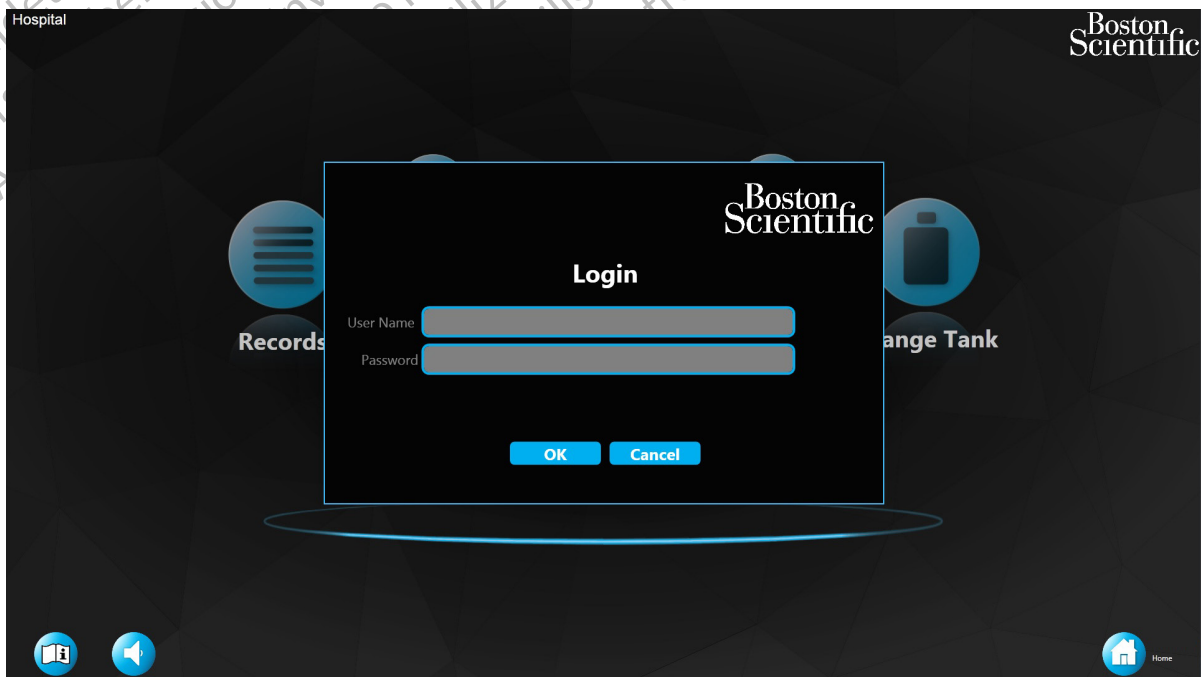 Hospital
Boston
Scientific
Boston
Scientific
Login
User Name
Records
ange Tank
Password
OK Cancel
Home